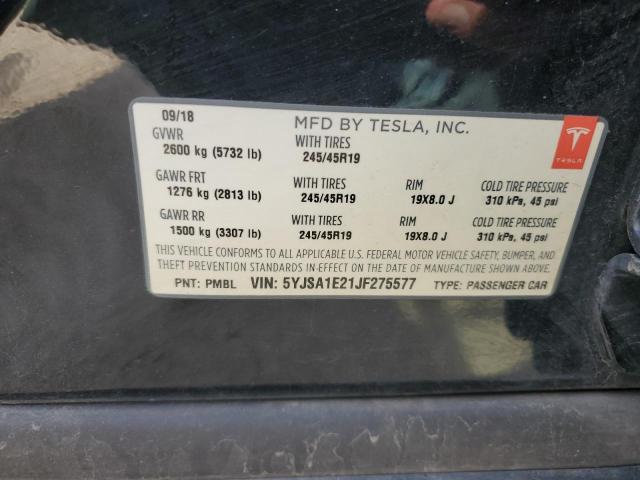 09/18 MFD BY TESLA, INC.
GVWR WITH TIRES
2600 kg (5732 lb) 245/45R19
TESLA
GAWR FRT WITH TIRES RIM COLD TIRE PRESSURE
1276 kg (2813 lb) 245/45R19 19X8.0 J 310 kPa, 45 psi
GAWR RR WITH TIRES RIM COLD TIRE PRESSURE
1500 kg (3307 lb) 245/45R19 19X8.0 J 310 kPa, 45 psi
THIS VEHICLE CONFORMS TO ALL APPLICABLE U.S. FEDERAL MOTOR VEHICLE SAFETY, BUMPER, AND
THEFT PREVENTION STANDARDS IN EFFECT ON THE DATE OF MANUFACTURE SHOWN ABOVE.
PNT: PMBL VIN: 5YJSA1E21JF275577 TYPE: PASSENGER CAR